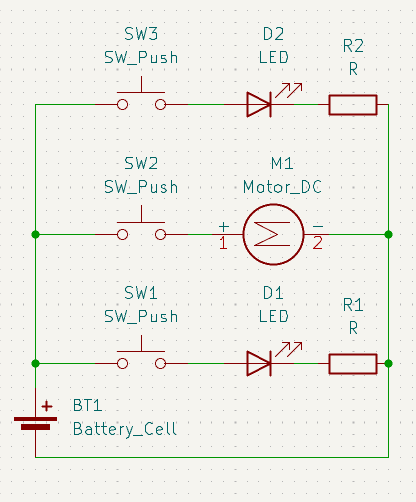 SW3
SW_Push
D2
LED
R2
R
SW2
SW_Push
M1
Motor_DC
+
1
−
2
SW1
SW_Push
D1
LED
R1
R
+
BT1
Battery_Cell